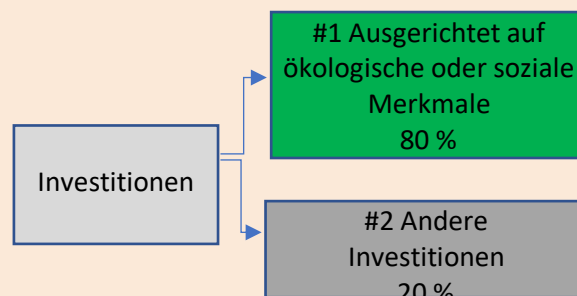 #1 Ausgerichtet auf
ökologische oder soziale
Merkmale
80 %
Investitionen
#2 Andere
Investitionen
20 %